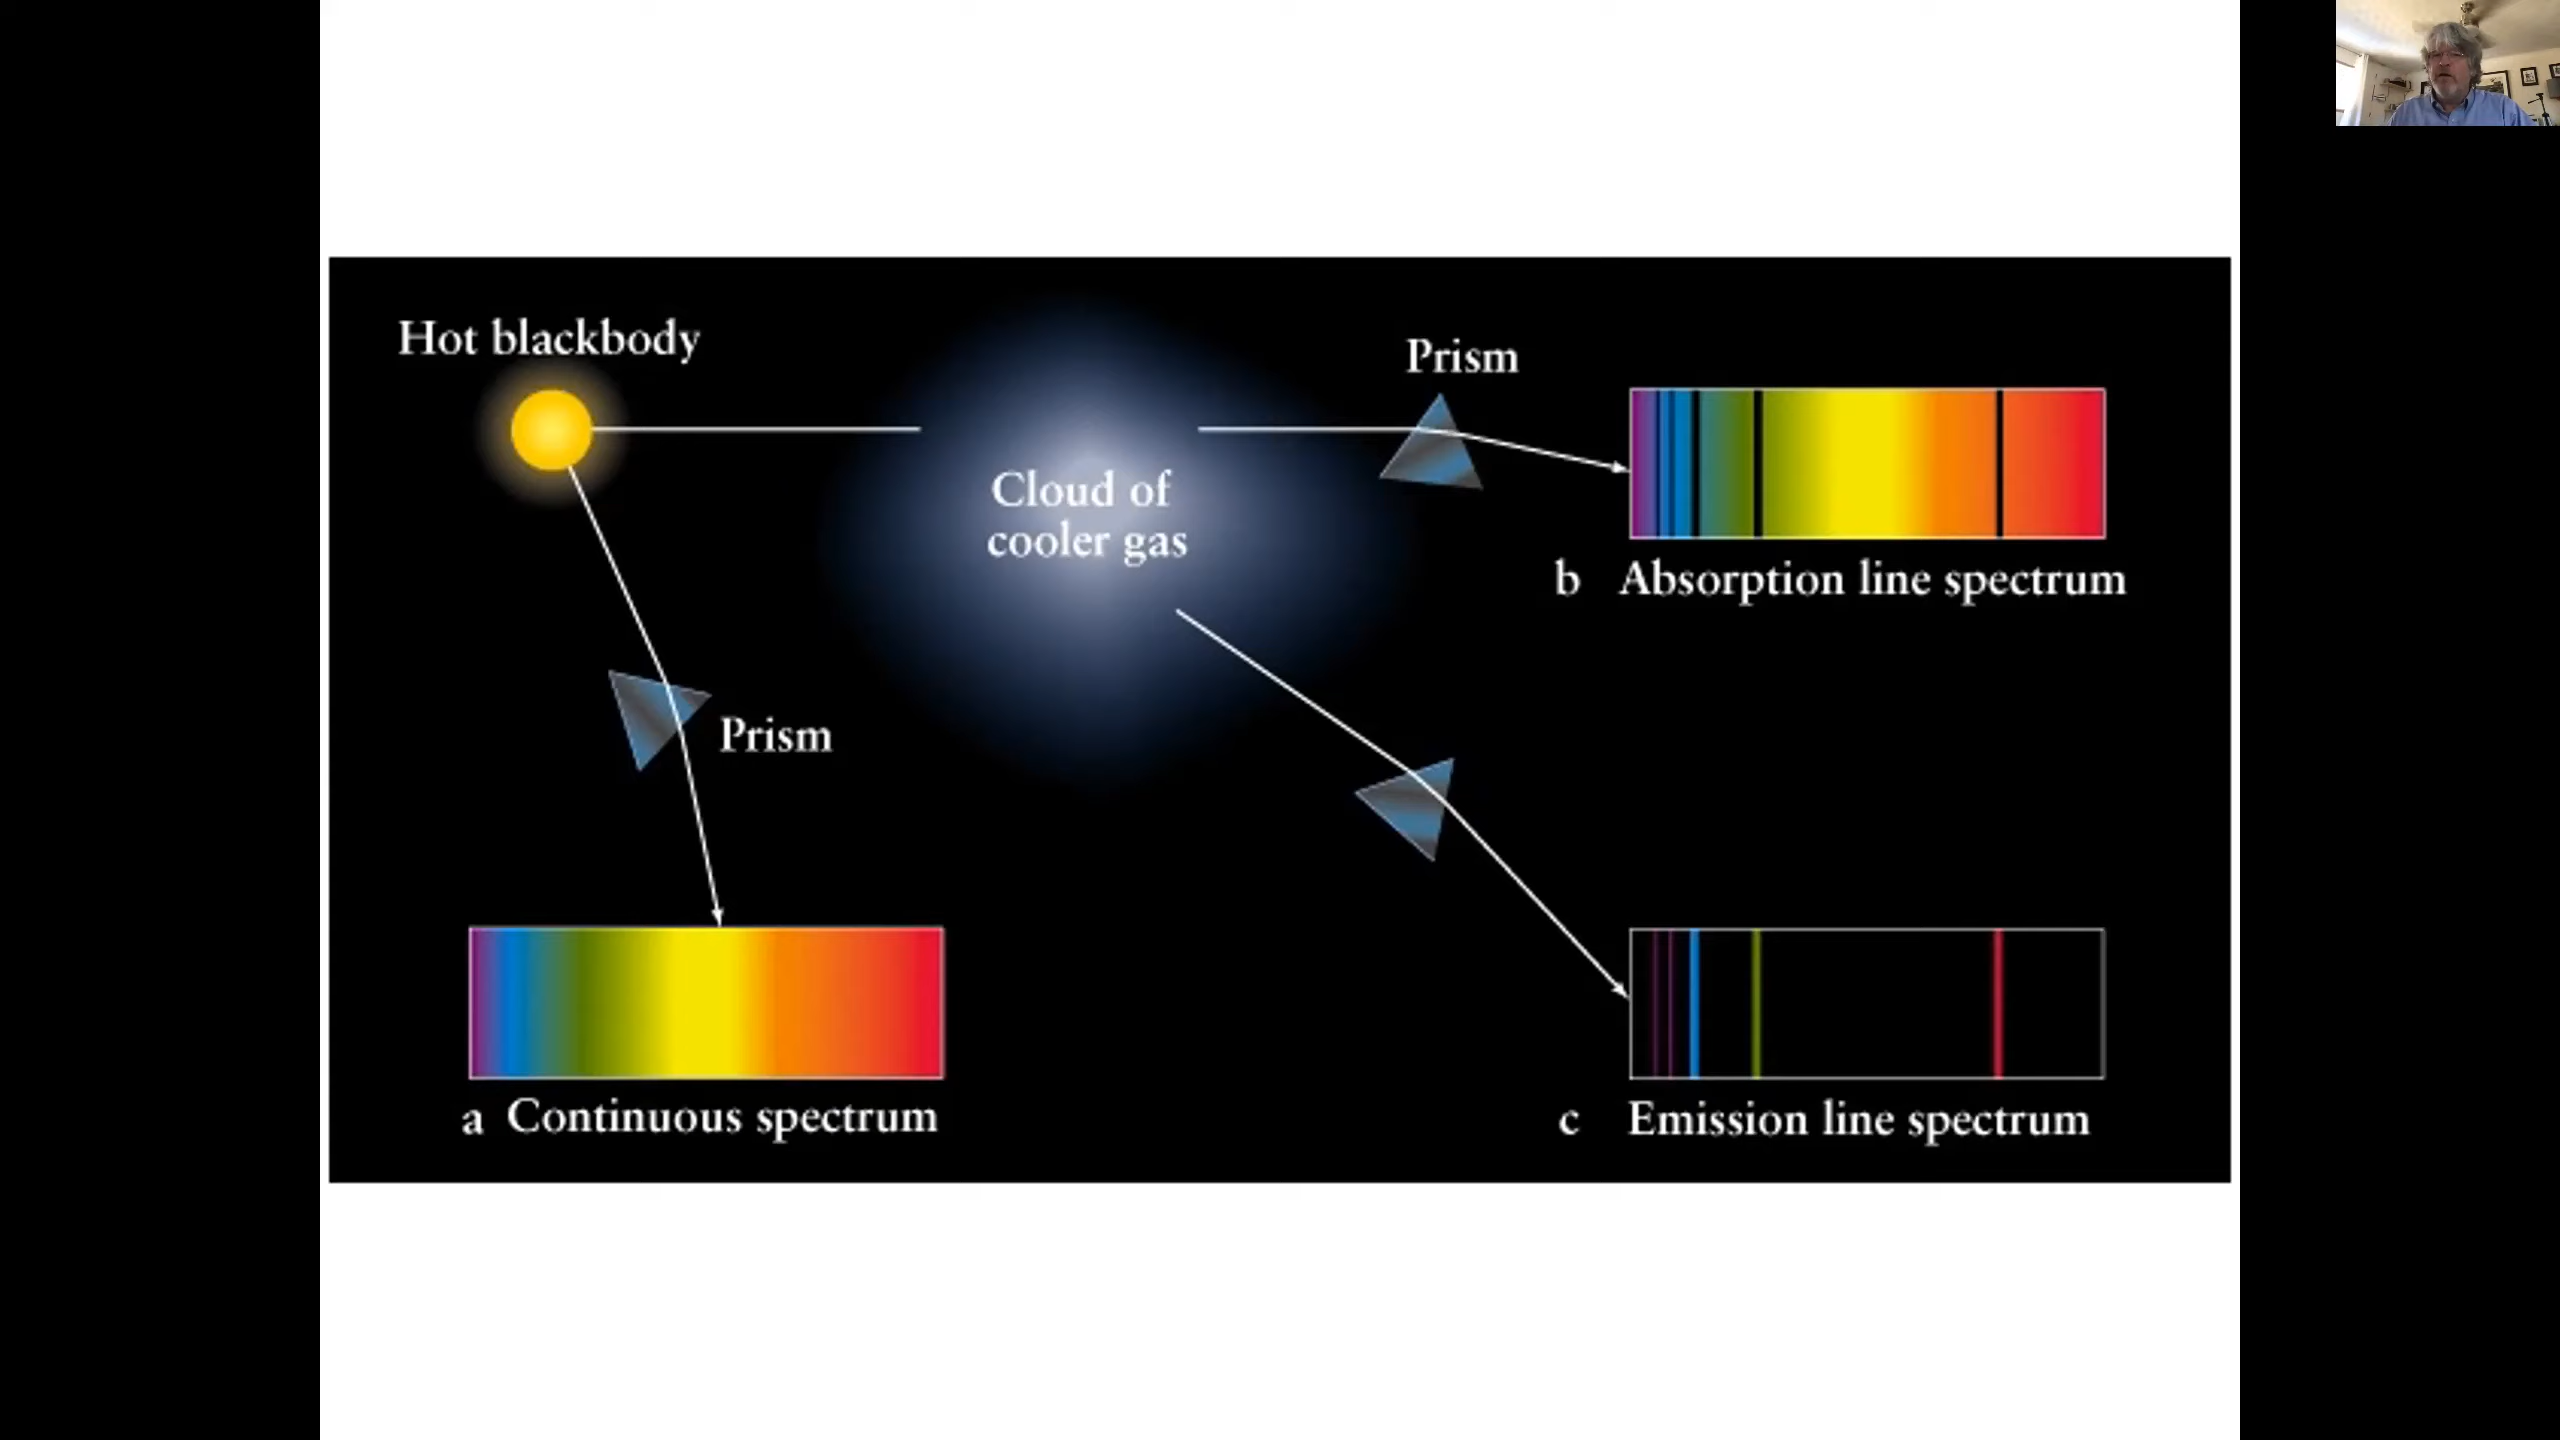 Hot blackbody
Prism
Cloud of
cooler gas
b Absorption line spectrum
Prism
a Continuous spectrum
c Emission line spectrum